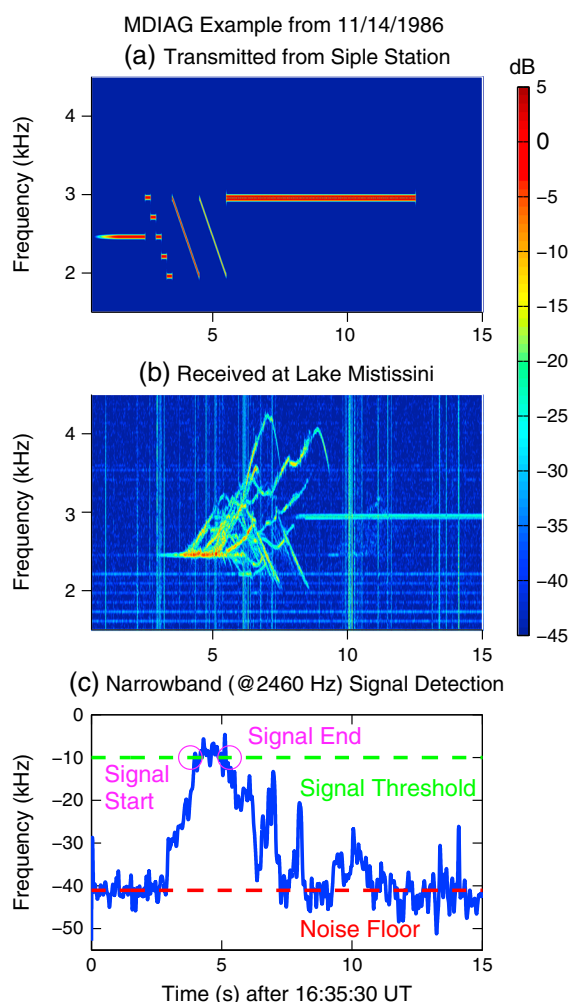 MDIAG Example from 11/14/1986
(a) Transmitted from Siple Station
dB
5
0
−5
−10
−15
−20
−25
−30
−35
−40
−45
Frequency (kHz)
4
3
2
5 10 15
(b) Received at Lake Mistissini
Frequency (kHz)
4
3
2
5 10 15
(c) Narrowband (@2460 Hz) Signal Detection
Frequency (kHz)
0
−10
−20
−30
−40
−50
Signal End
Signal Start
Signal Threshold
Noise Floor
0 5 10 15
Time (s) after 16:35:30 UT